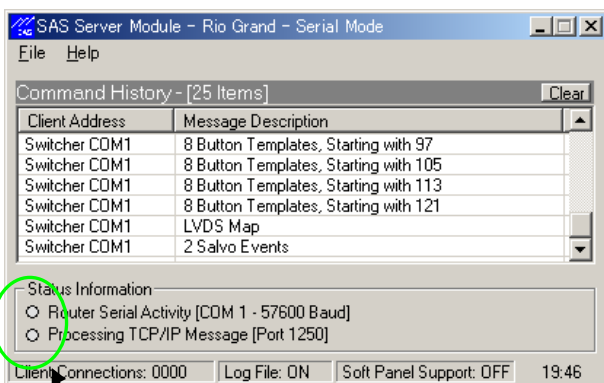 SAS Server Module - Rio Grand - Serial Mode
File Help
Command History - [25 Items] Clear
Client Address Message Description
Switcher COM1 8 Button Templates, Starting with 97
Switcher COM1 8 Button Templates, Starting with 105
Switcher COM1 8 Button Templates, Starting with 113
Switcher COM1 8 Button Templates, Starting with 121
Switcher COM1 LVDS Map
Switcher COM1 2 Salvo Events
Status Information
Router Serial Activity [COM 1 - 57600 Baud]
Processing TCP/IP Message [Port 1250]
Client Connections: 0000 Log File: ON Soft Panel Support: OFF 19:46